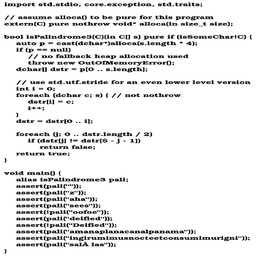 import std.stdio, core.exception, std.traits;
// assume alloca() to be pure for this program
extern(C) pure nothrow void* alloca(in size_t size);
bool isPalindrome3(C)(in C[] s) pure if (isSomeChar!C) {
auto p = cast(dchar*)alloca(s.length * 4);
if (p == null)
// no fallback heap allocation used
throw new OutOfMemoryError();
dchar[] dstr = p[0 .. s.length];
// use std.utf.stride for an even lower level version
int i = 0;
foreach (dchar c; s) { // not nothrow
dstr[i] = c;
i++;
}
dstr = dstr[0 .. i];
foreach (j; 0 .. dstr.length / 2)
if (dstr[j] != dstr[$ - j - 1])
return false;
return true;
}
void main() {
alias isPalindrome3 pali;
assert(pali(""));
assert(pali("z"));
assert(pali("aha"));
assert(pali("sees"));
assert(!pali("oofoe"));
assert(pali("deified"));
assert(!pali("Deified"));
assert(pali("amanaplanacanalpanama"));
assert(pali("ingirumimusnocteetconsumimurigni"));
assert(pali("salÃ las"));
}